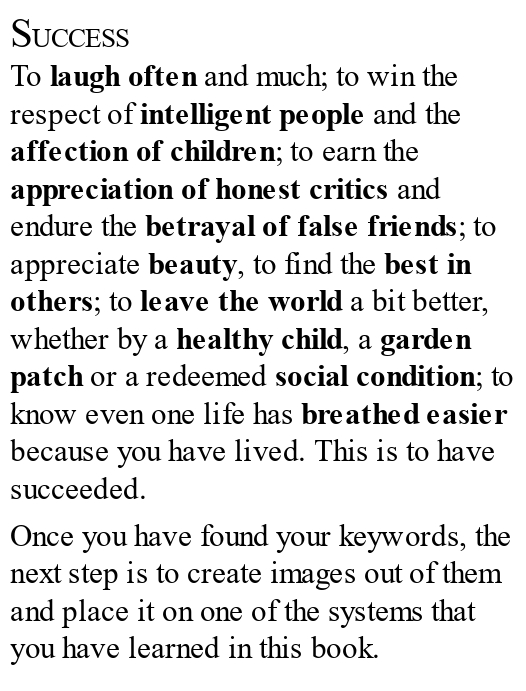 SUCCESS
To laugh often and much; to win the
respect of intelligent people and the
affection of children; to earn the
appreciation of honest critics and
endure the betrayal of false friends; to
appreciate beauty, to find the best in
others; to leave the world a bit better,
whether by a healthy child, a garden
patch or a redeemed social condition; to
know even one life has breathed easier
because you have lived. This is to have
succeeded.
Once you have found your keywords, the
next step is to create images out of them
and place it on one of the systems that
you have learned in this book.